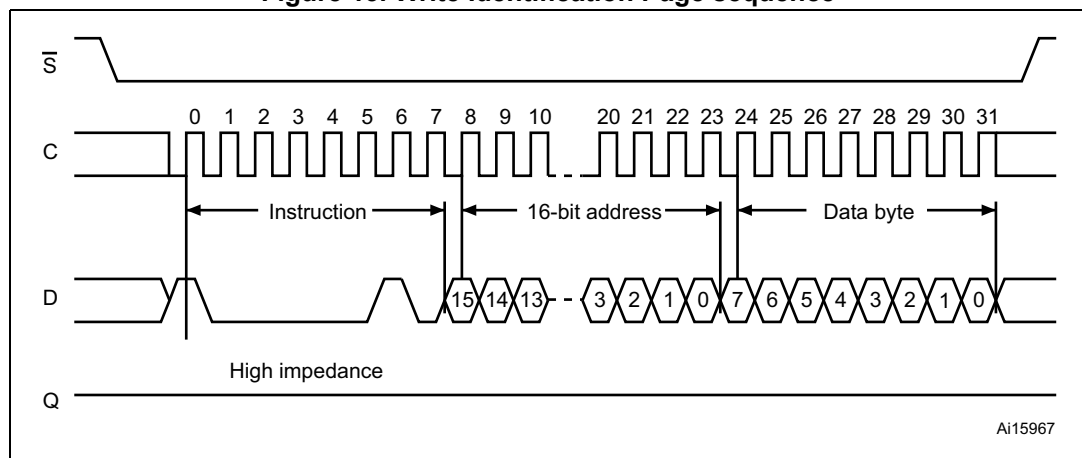 Figure 18. Write Identification Page sequence
S̅
0 1 2 3 4 5 6 7 8 9 10 20 21 22 23 24 25 26 27 28 29 30 31
C
Instruction 16-bit address Data byte
D
15 14 13 3 2 1 0 7 6 5 4 3 2 1 0
High impedance
Q
Ai15967